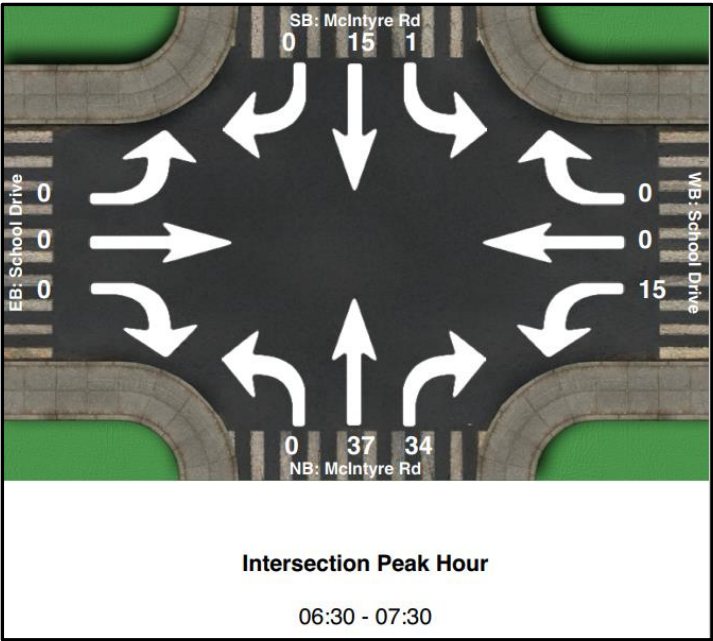 SB: McIntyre Rd
0 15 1
EB: School Drive
0
0
0
0
0
15
WB: School Drive
0 37 34
NB: McIntyre Rd
Intersection Peak Hour
06:30 - 07:30